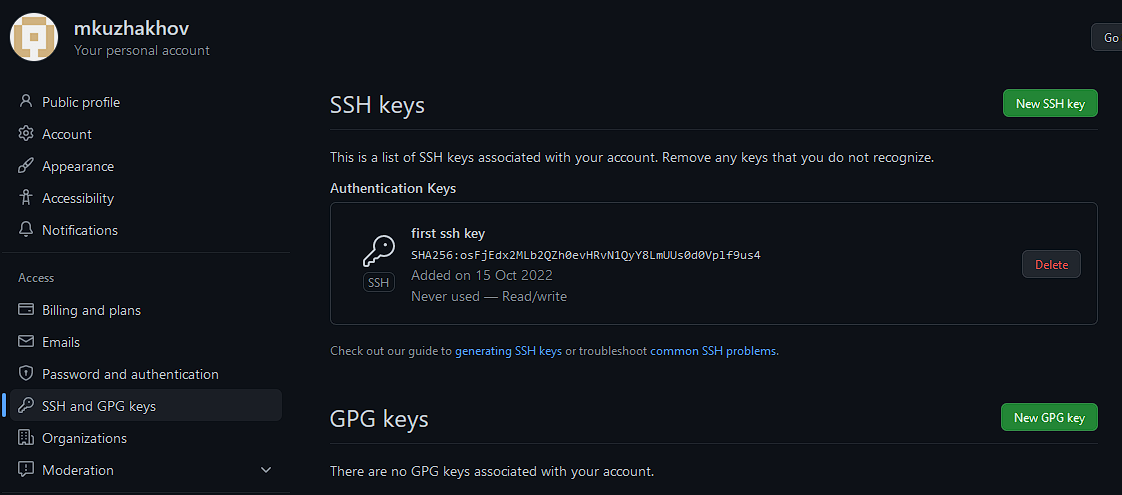 mkuzhakhov
Your personal account
Go
Public profile
Account
Appearance
Accessibility
Notifications
Access
Billing and plans
Emails
Password and authentication
SSH and GPG keys
Organizations
Moderation
SSH keys
New SSH key
This is a list of SSH keys associated with your account. Remove any keys that you do not recognize.
Authentication Keys
first ssh key
SHA256:osFjEdx2MLb2QZh0evHRvN1QyY8LmUUs0d0Vp1f9us4
Added on 15 Oct 2022
Never used — Read/write
SSH
Delete
Check out our guide to generating SSH keys or troubleshoot common SSH problems.
GPG keys
New GPG key
There are no GPG keys associated with your account.